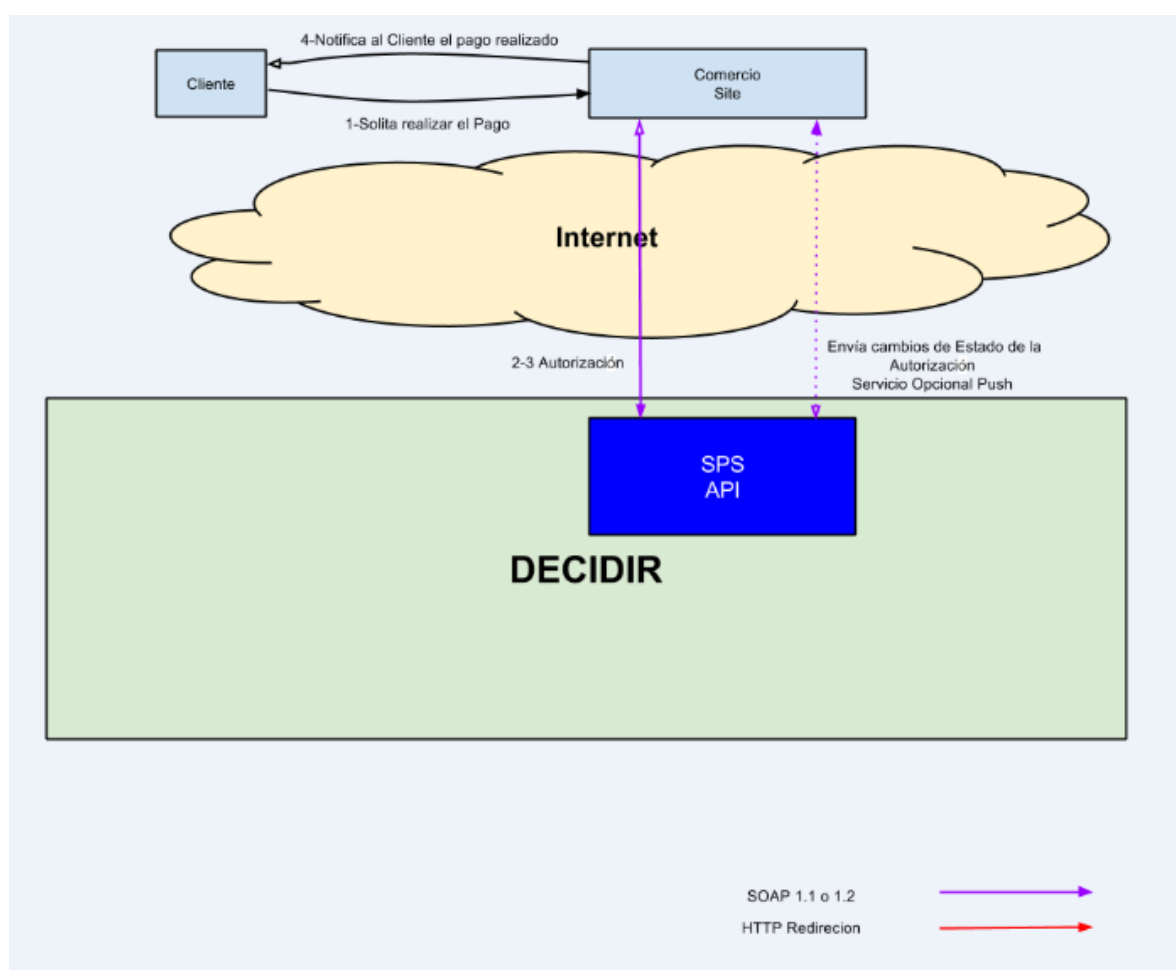 4-Notifica al Cliente el pago realizado
Cliente
Comercio
Site
1-Solita realizar el Pago
Internet
2-3 Autorización
Envía cambios de Estado de la
Autorización
Servicio Opcional Push
SPS
API
DECIDIR
SOAP 1.1 o 1.2
HTTP Redirecion